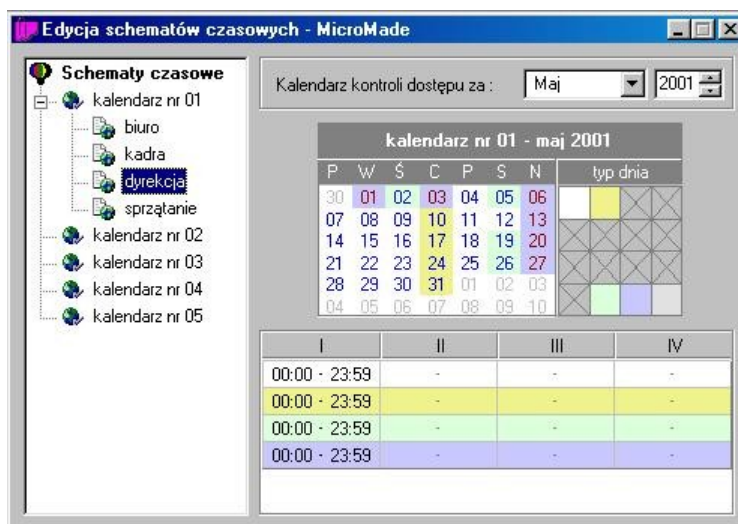 Edycja schematów czasowych - MicroMade
Schematy czasowe
kalendarz nr 01
biuro
kadra
dyrekcja
sprzątanie
kalendarz nr 02
kalendarz nr 03
kalendarz nr 04
kalendarz nr 05
Kalendarz kontroli dostępu za : Maj 2001
kalendarz nr 01 - maj 2001
P W Ś C P S N typ dnia
30 01 02 03 04 05 06
07 08 09 10 11 12 13
14 15 16 17 18 19 20
21 22 23 24 25 26 27
28 29 30 31 01 02 03
04 05 06 07 08 09 10
I II III IV
00:00 - 23:59 - - -
00:00 - 23:59 - - -
00:00 - 23:59 - - -
00:00 - 23:59 - - -